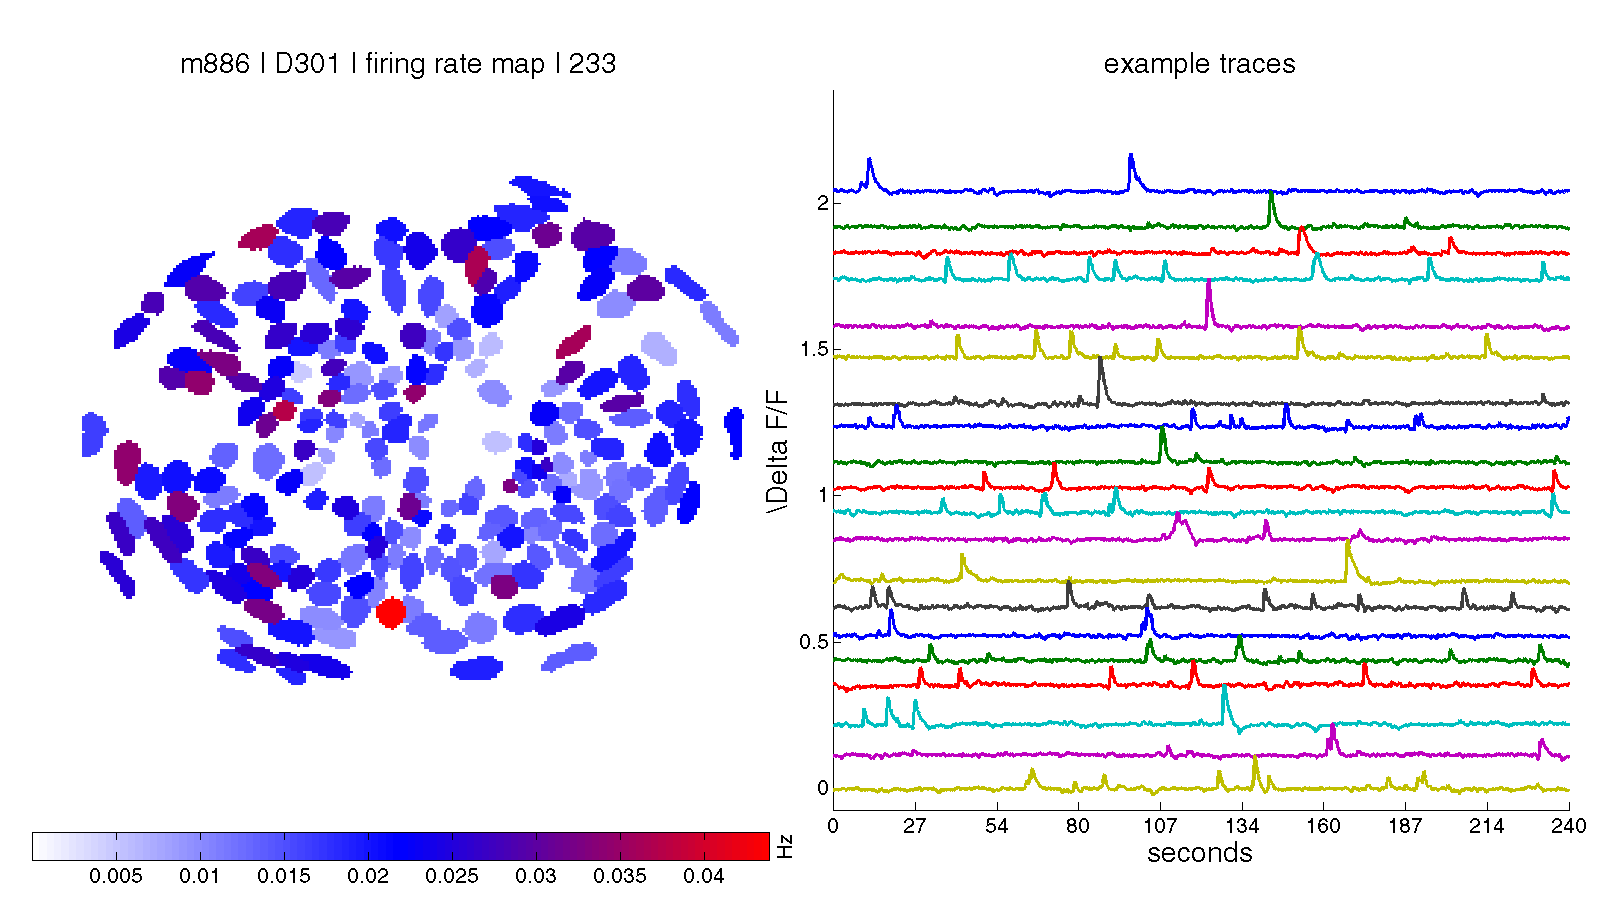 m886 | D301 | firing rate map | 233
0.005 0.01 0.015 0.02 0.025 0.03 0.035 0.04
Hz
example traces
\Delta F/F
2
1.5
1
0.5
0
0 27 54 80 107 134 160 187 214 240
seconds